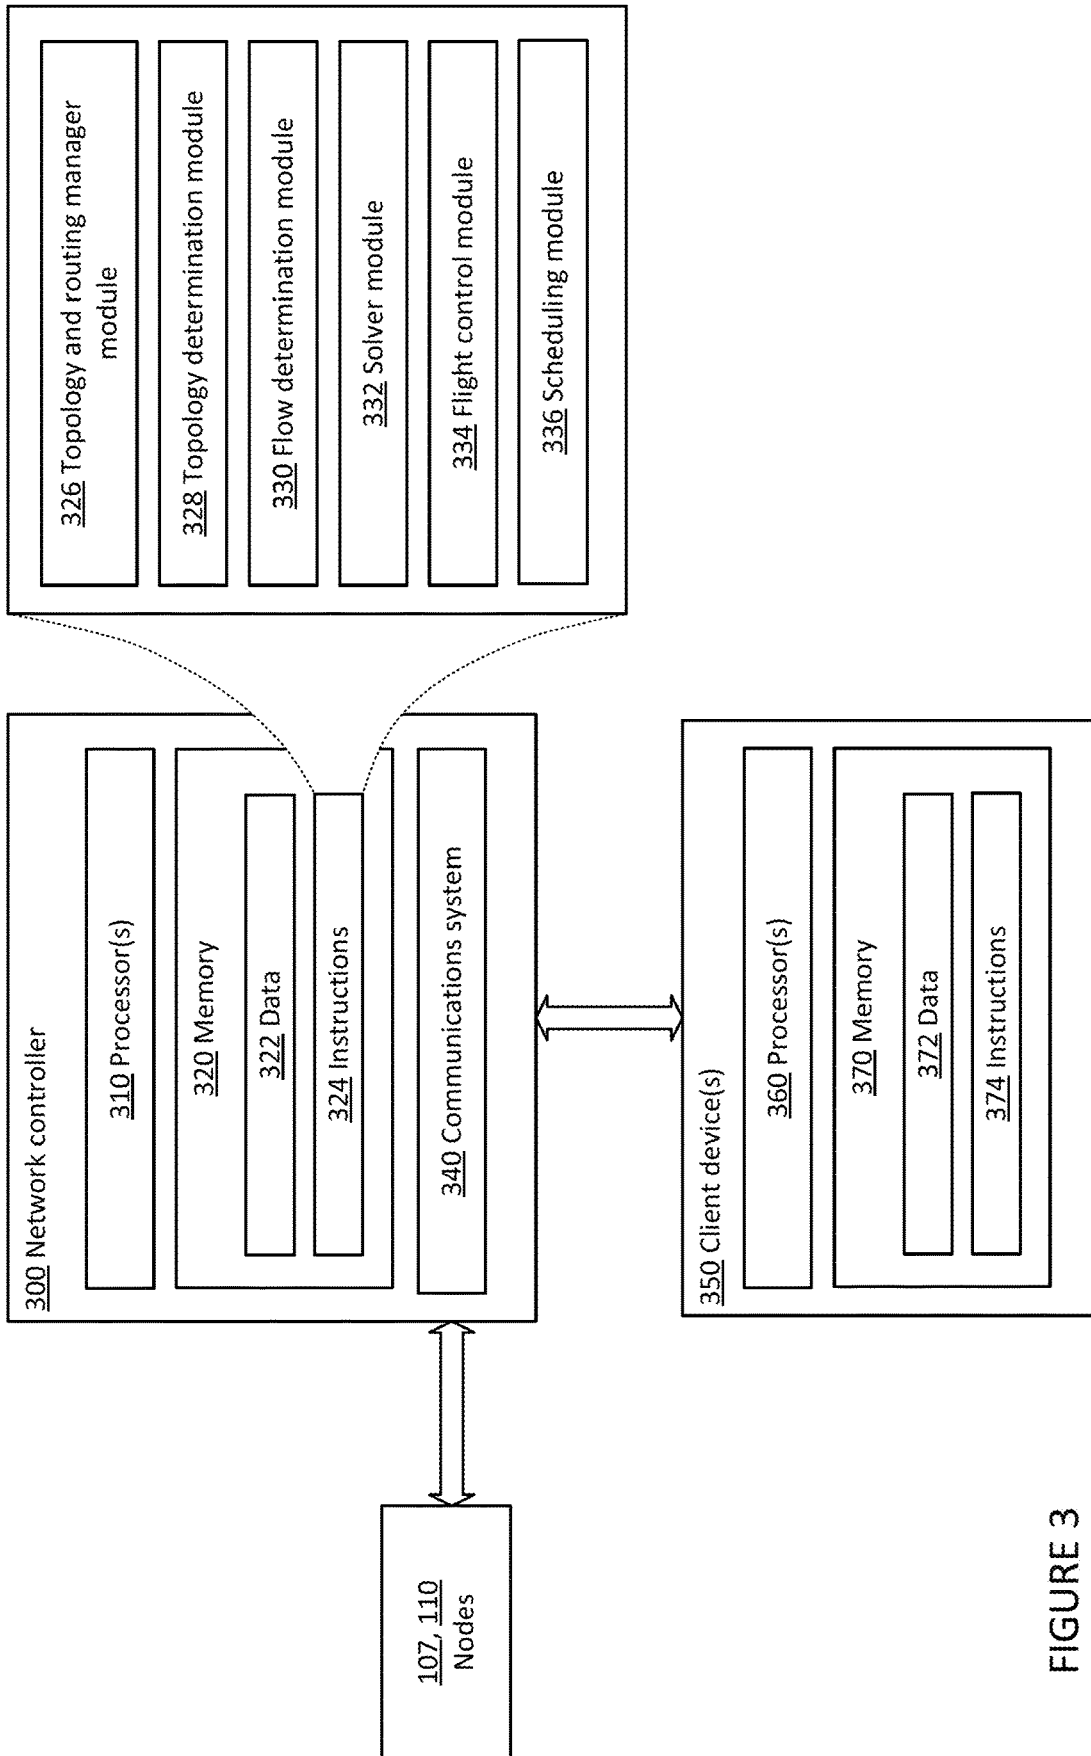 107, 110
Nodes
300 Network controller
310 Processor(s)
320 Memory
322 Data
324 Instructions
340 Communications system
326 Topology and routing manager
module
328 Topology determination module
330 Flow determination module
332 Solver module
334 Flight control module
336 Scheduling module
350 Client device(s)
360 Processor(s)
370 Memory
372 Data
374 Instructions
FIGURE 3